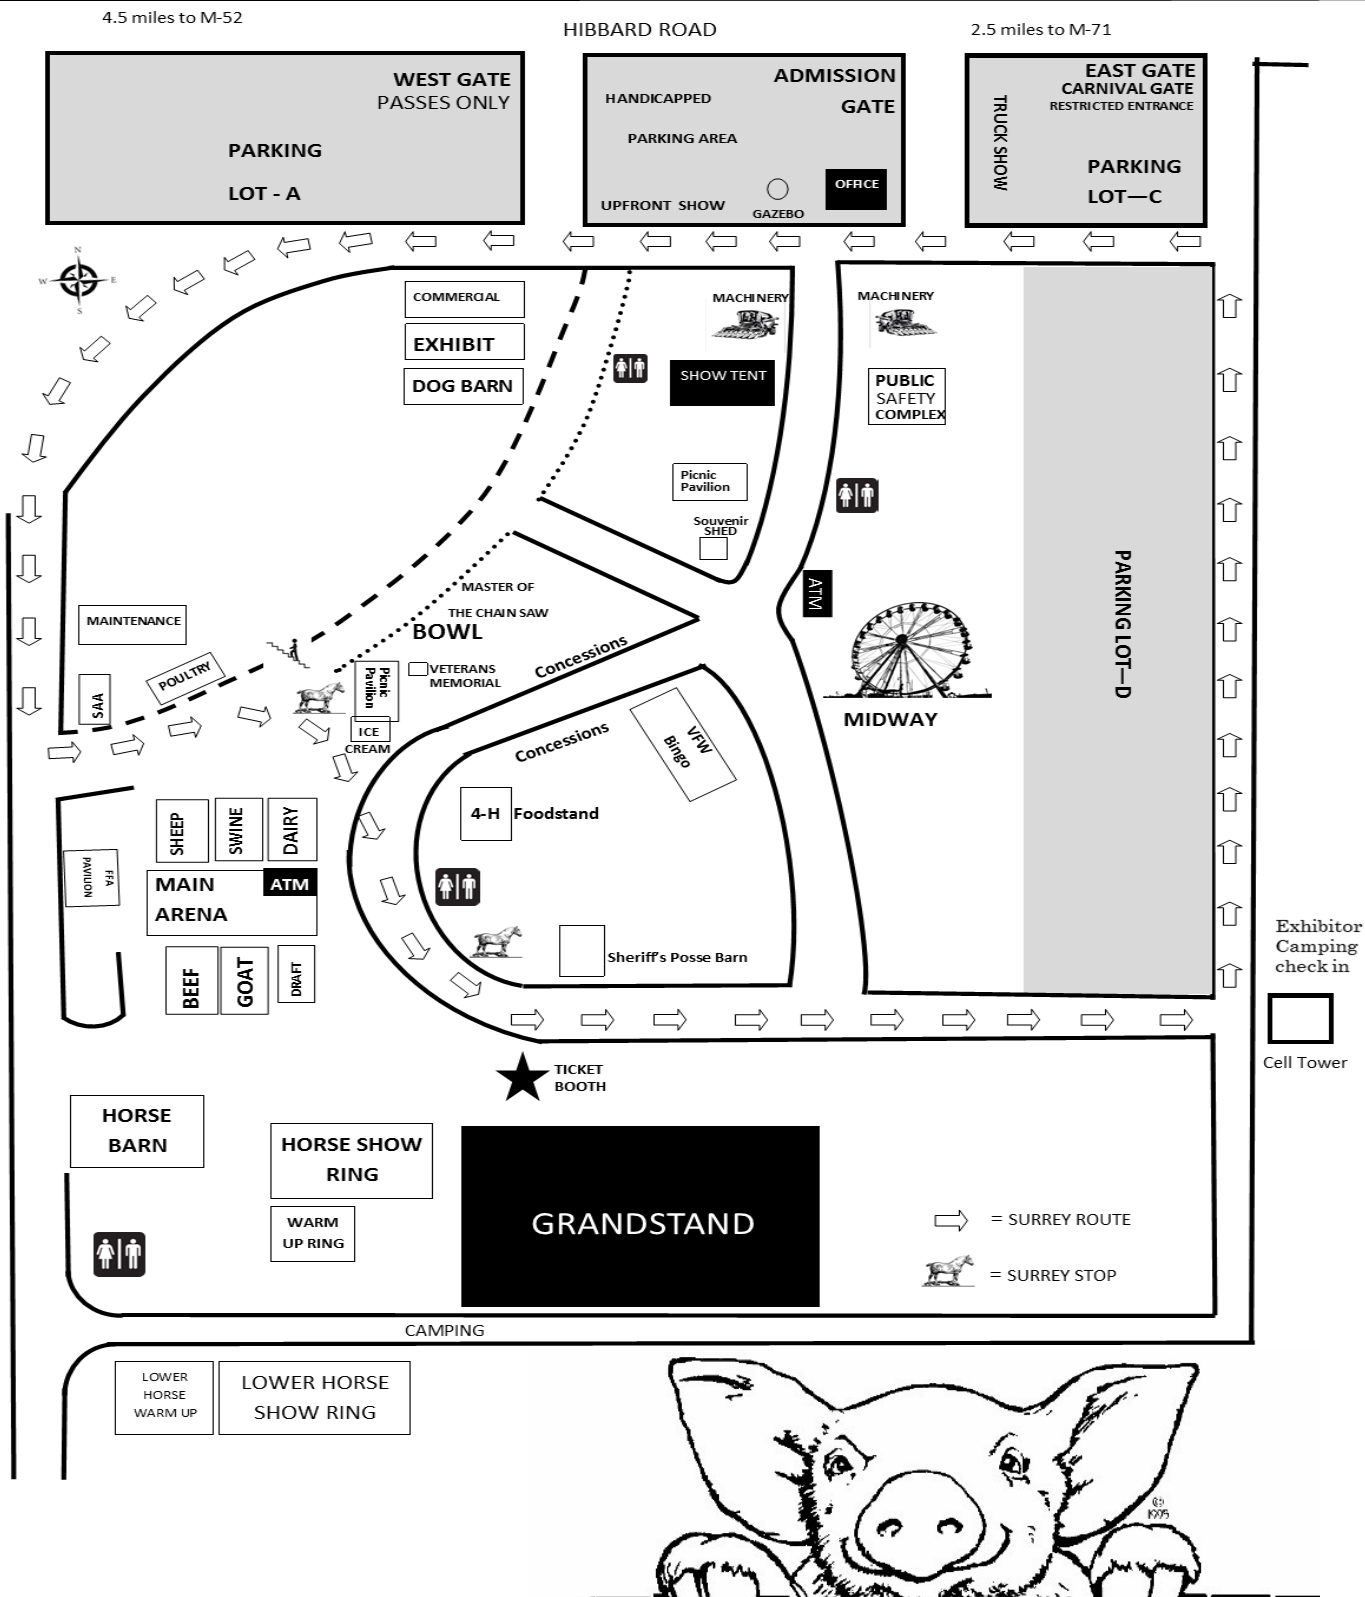 4.5 miles to M-52
HIBBARD ROAD
2.5 miles to M-71
WEST GATE
PASSES ONLY
PARKING
LOT - A
ADMISSION
GATE
HANDICAPPED
PARKING AREA
UPFRONT SHOW
GAZEBO
OFFICE
EAST GATE
CARNIVAL GATE
RESTRICTED ENTRANCE
TRUCK SHOW
PARKING
LOT—C
N
W
E
S
COMMERCIAL
EXHIBIT
DOG BARN
MACHINERY
SHOW TENT
Picnic
Pavilion
Souvenir
SHED
MACHINERY
PUBLIC
SAFETY
COMPLEX
ATM
MIDWAY
PARKING LOT—D
MASTER OF
THE CHAIN SAW
BOWL
VETERANS
MEMORIAL
Concessions
MAINTENANCE
POULTRY
SAA
Picnic
Pavilion
ICE
CREAM
Concessions
VFW
Bingo
4-H Foodstand
Sheriff's Posse Barn
SHEEP
SWINE
DAIRY
FFA
PAVILION
MAIN
ARENA
ATM
BEEF
GOAT
DRAFT
Exhibitor
Camping
check in
Cell Tower
TICKET
BOOTH
HORSE
BARN
HORSE SHOW
RING
WARM
UP RING
GRANDSTAND
= SURREY ROUTE
= SURREY STOP
CAMPING
LOWER
HORSE
WARM UP
LOWER HORSE
SHOW RING
©
1995